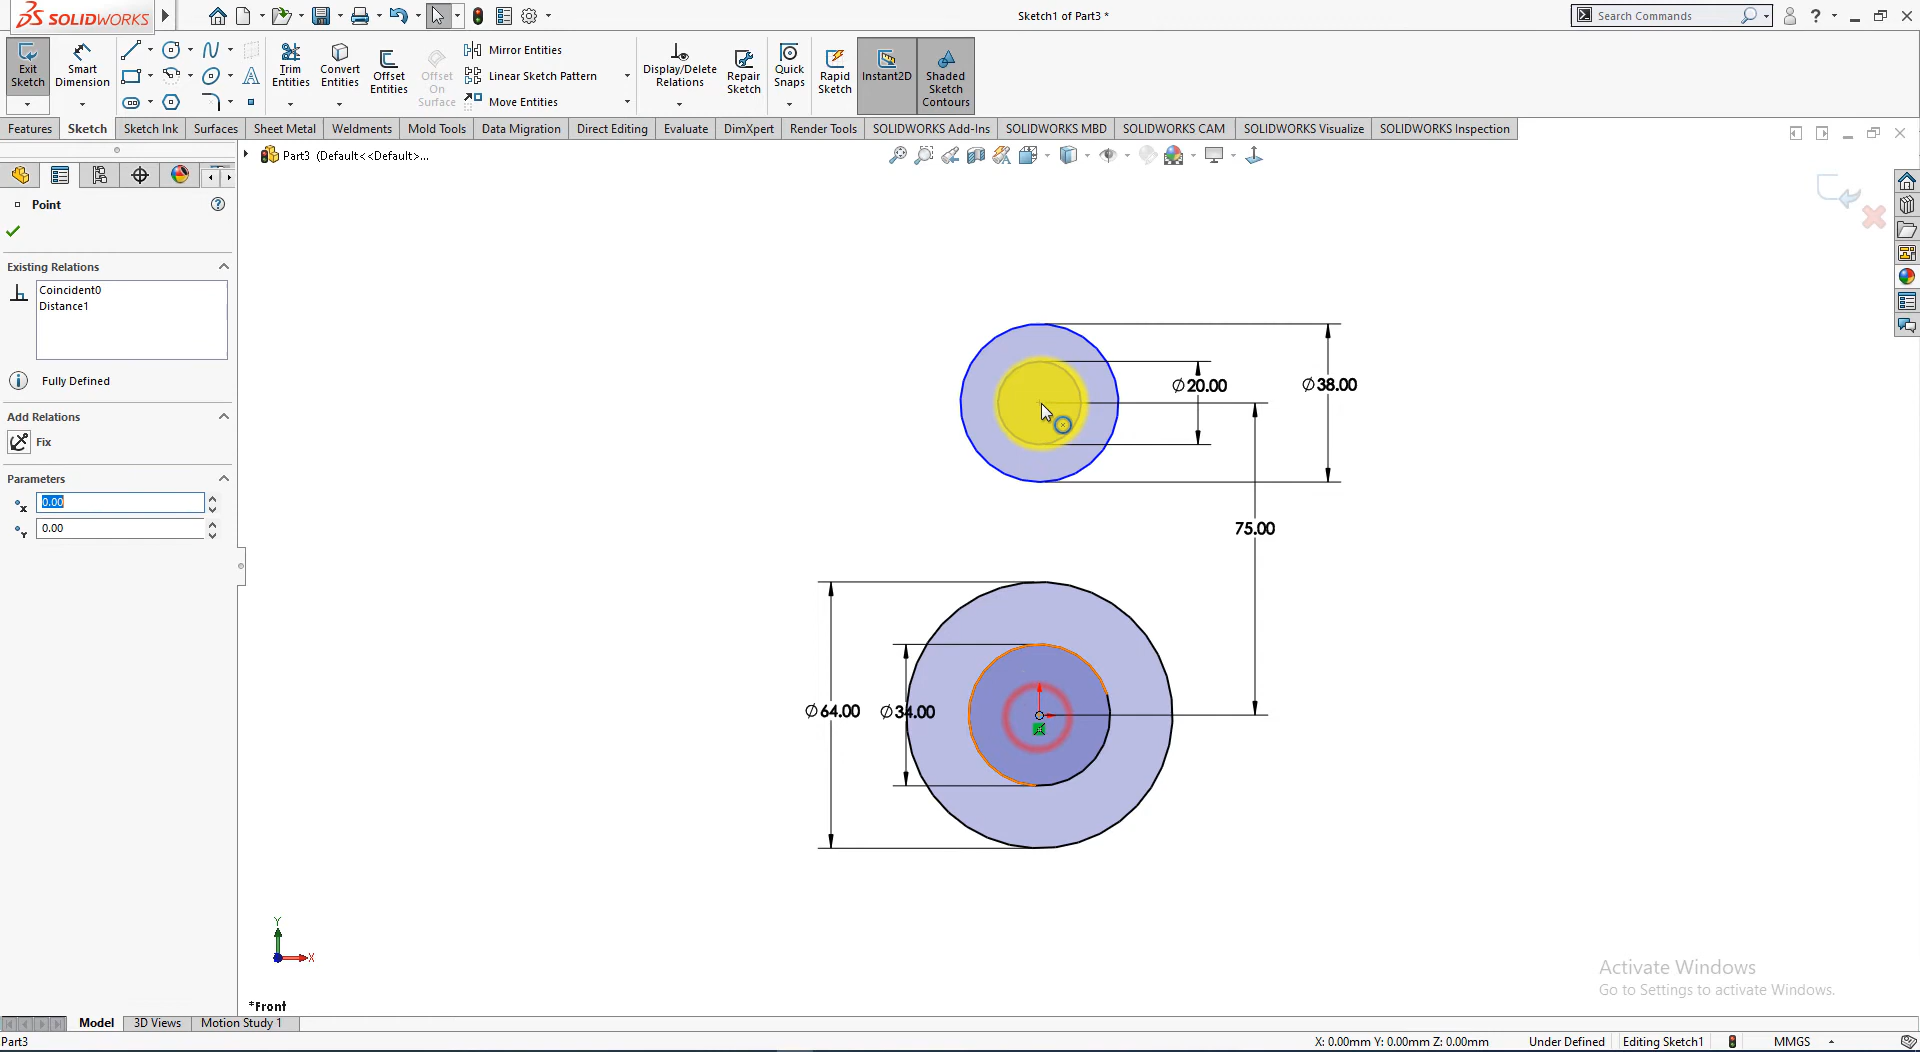 SOLIDWORKS
Sketch1 of Part3 *
Search Commands
Exit Sketch
Smart Dimension
Trim Entities
Convert Entities
Offset Entities
Offset On Surface
Mirror Entities
Linear Sketch Pattern
Move Entities
Display/Delete Relations
Repair Sketch
Quick Snaps
Rapid Sketch
Instant2D
Shaded Sketch Contours
Features
Sketch
Sketch Ink
Surfaces
Sheet Metal
Weldments
Mold Tools
Data Migration
Direct Editing
Evaluate
DimXpert
Render Tools
SOLIDWORKS Add-Ins
SOLIDWORKS MBD
SOLIDWORKS CAM
SOLIDWORKS Visualize
SOLIDWORKS Inspection
Part3 (Default<<Default>...
Point
Existing Relations
Coincident0
Distance1
Fully Defined
Add Relations
Fix
Parameters
0.00
0.00
∅20.00
∅38.00
75.00
∅64.00
∅34.00
Y
X
*Front
Activate Windows
Go to Settings to activate Windows.
Model
3D Views
Motion Study 1
Part3
X: 0.00mm Y: 0.00mm Z: 0.00mm
Under Defined
Editing Sketch1
MMGS